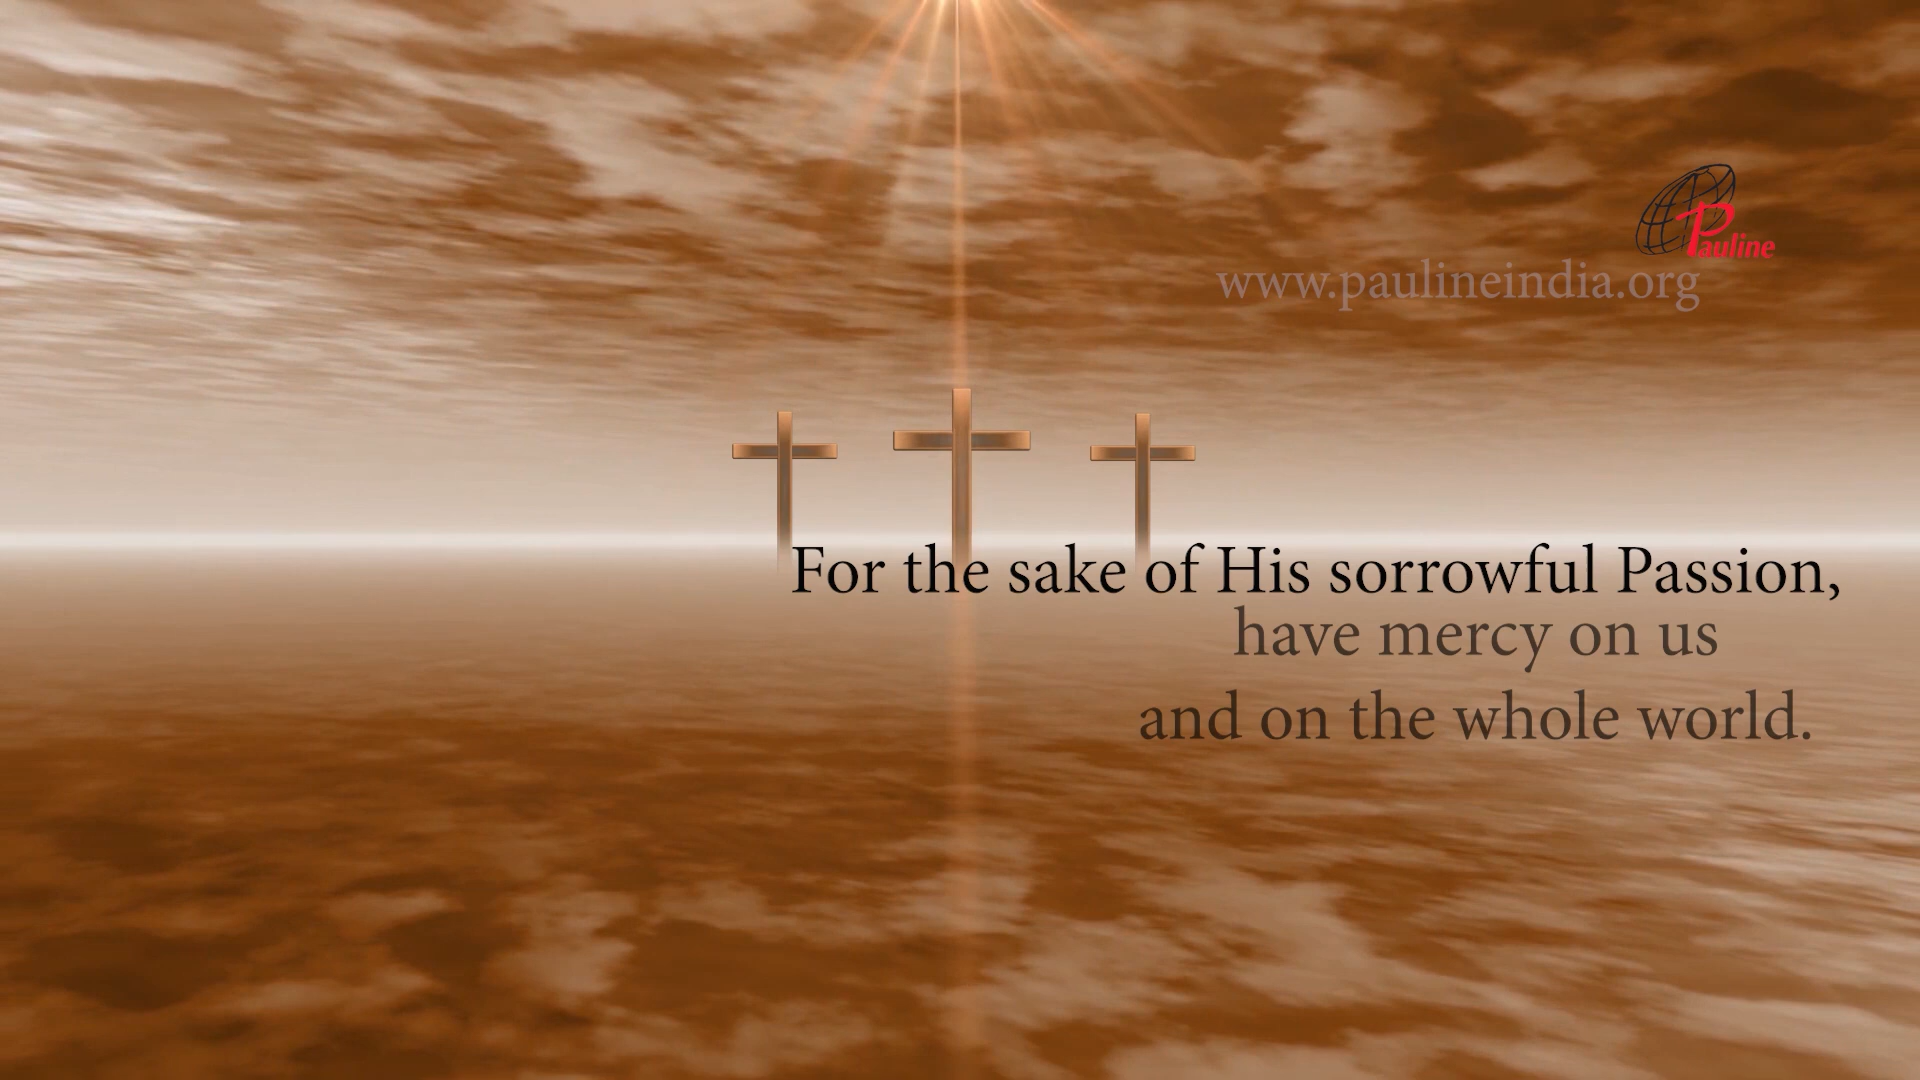 Pauline
www.paulineindia.org
For the sake of His sorrowful Passion,
have mercy on us
and on the whole world.